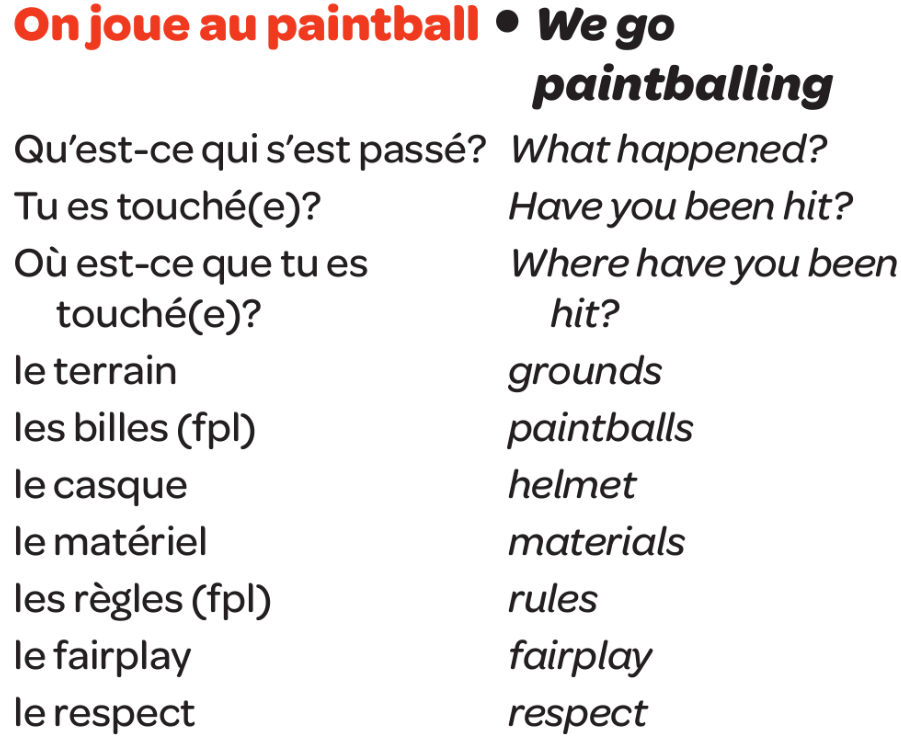 On joue au paintball • We go
paintballing
Qu'est-ce qui s'est passé? What happened?
Tu es touché(e)? Have you been hit?
Où est-ce que tu es Where have you been
touché(e)? hit?
le terrain grounds
les billes (fpl) paintballs
le casque helmet
le matériel materials
les règles (fpl) rules
le fairplay fairplay
le respect respect